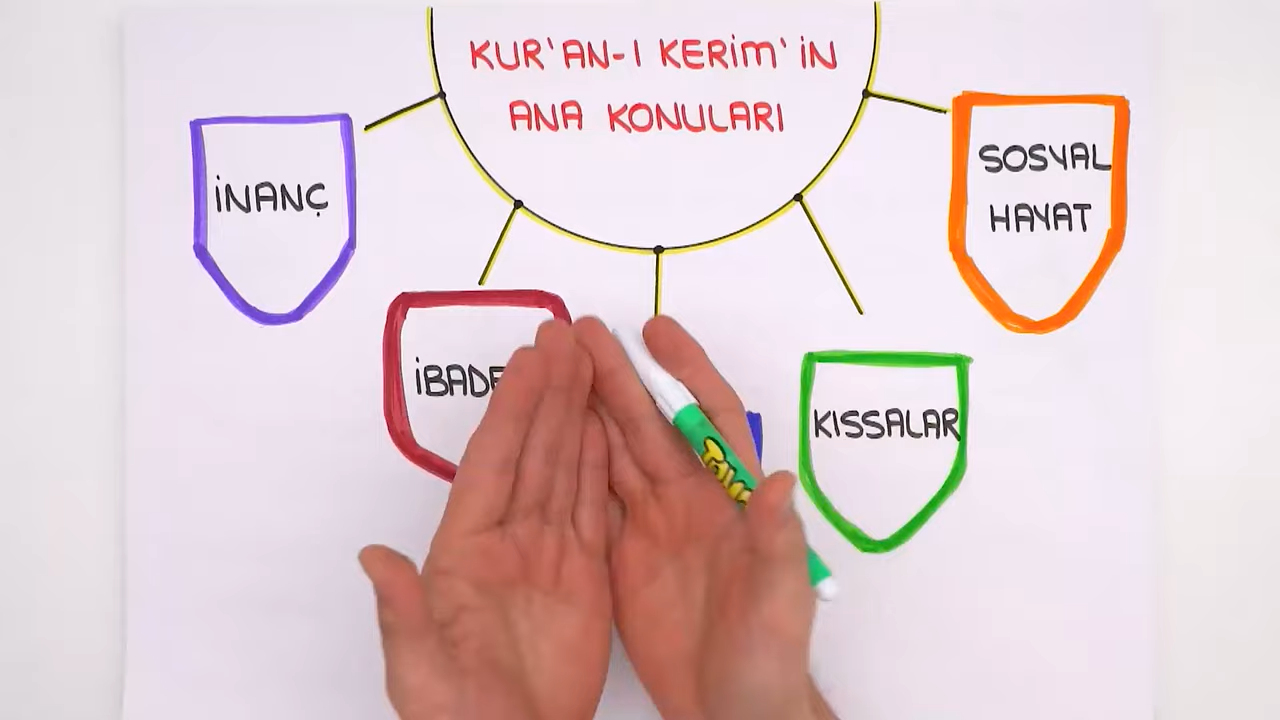 KUR'AN-I KERİM'İN
ANA KONULARI
İNANÇ
SOSYAL
HAYAT
KISSALAR